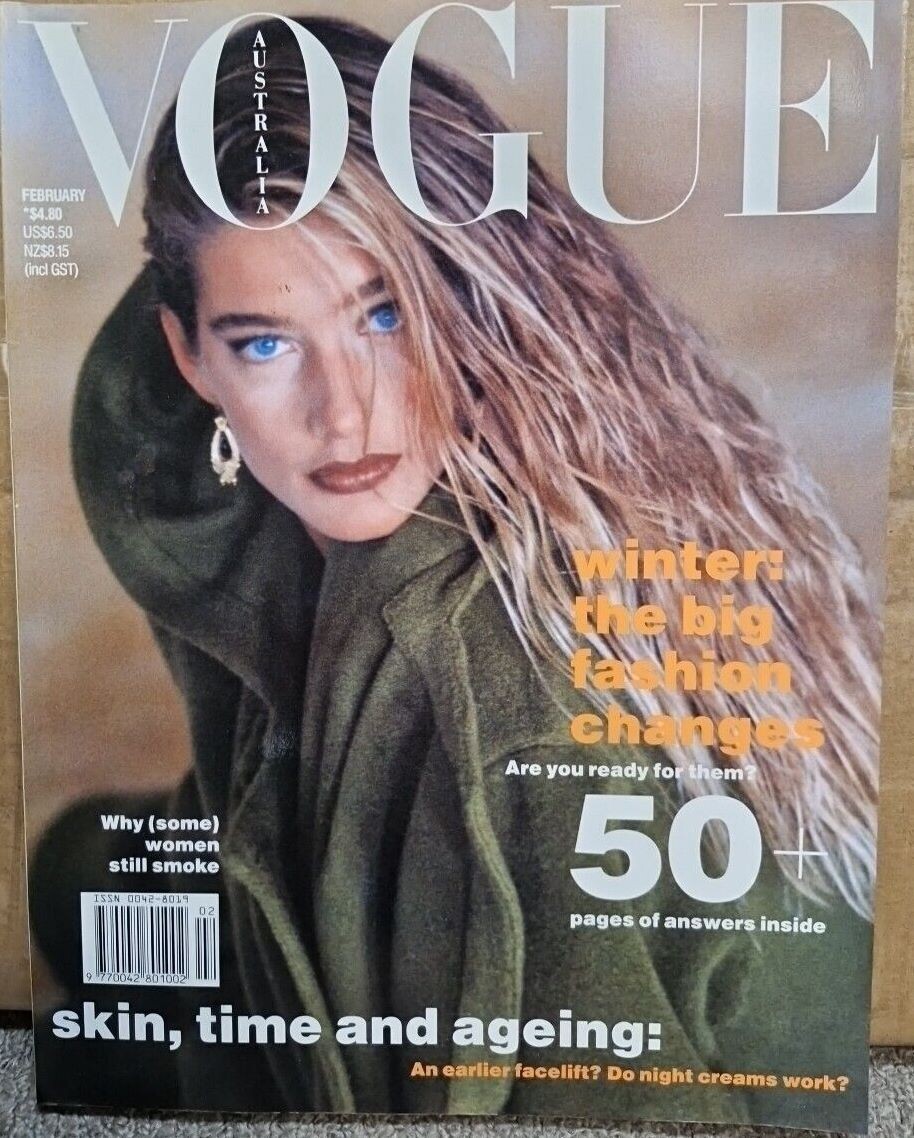 VOGUE
AUSTRALIA
FEBRUARY
*$4.80
US$6.50
NZ$8.15
(incl GST)
winter:
the big
fashion
changes
Are you ready for them?
50+
pages of answers inside
Why (some)
women
still smoke
ISSN 0042-8019
02
9 770042 801002
skin, time and ageing:
An earlier facelift? Do night creams work?